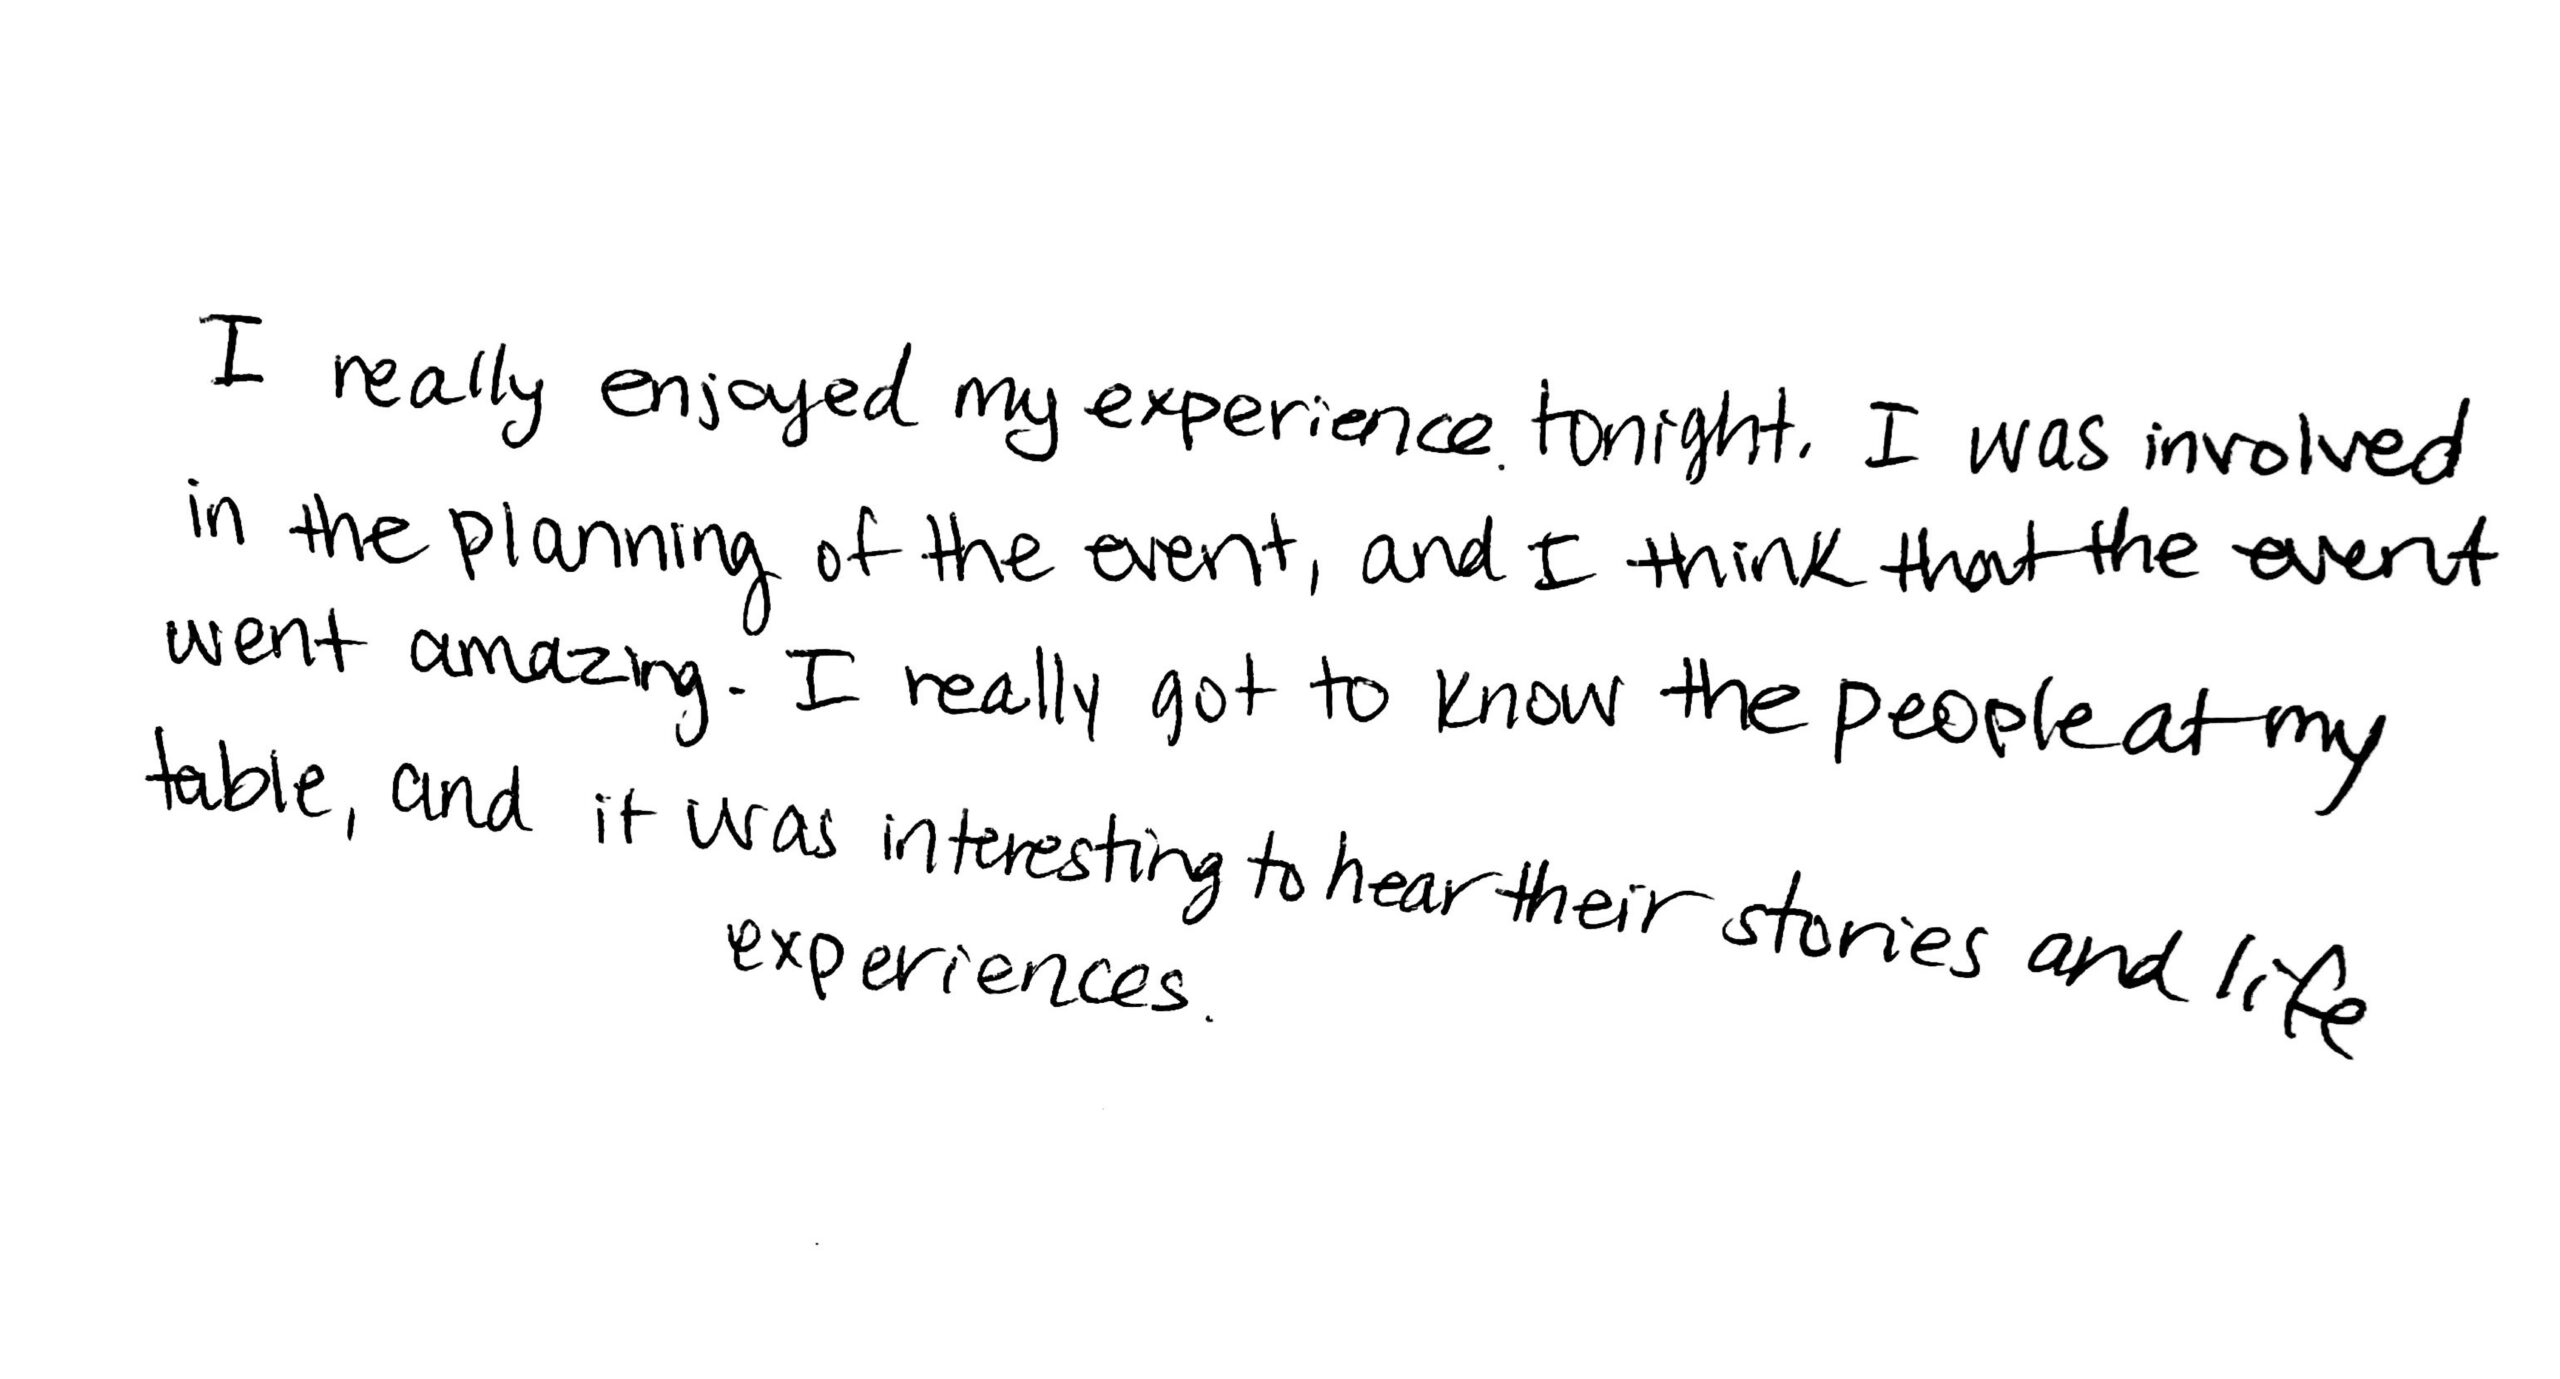 I really enjoyed my experience. tonight. I was involved
in the planning of the event, and I think that the event
went amazing. I really got to know the people at my
table, and it was interesting to hear their stories and life
experiences.